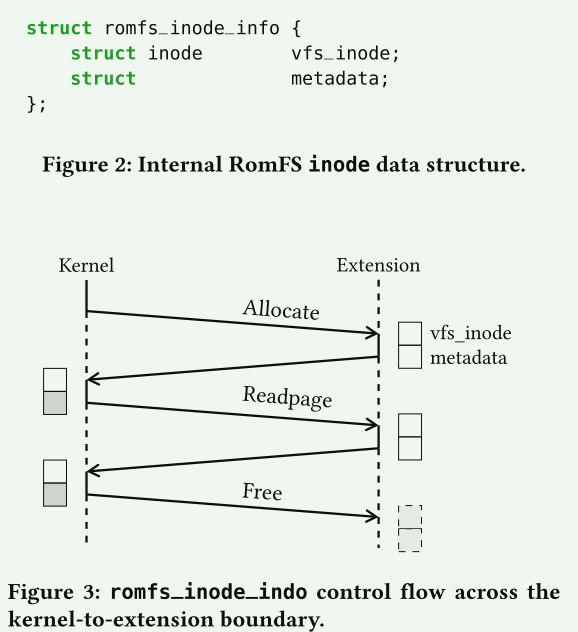 struct romfs_inode_info {
struct inode vfs_inode;
struct metadata;
};
Figure 2: Internal RomFS inode data structure.
Kernel Extension
Allocate
vfs_inode
metadata
Readpage
Free
Figure 3: romfs_inode_indo control flow across the
kernel-to-extension boundary.